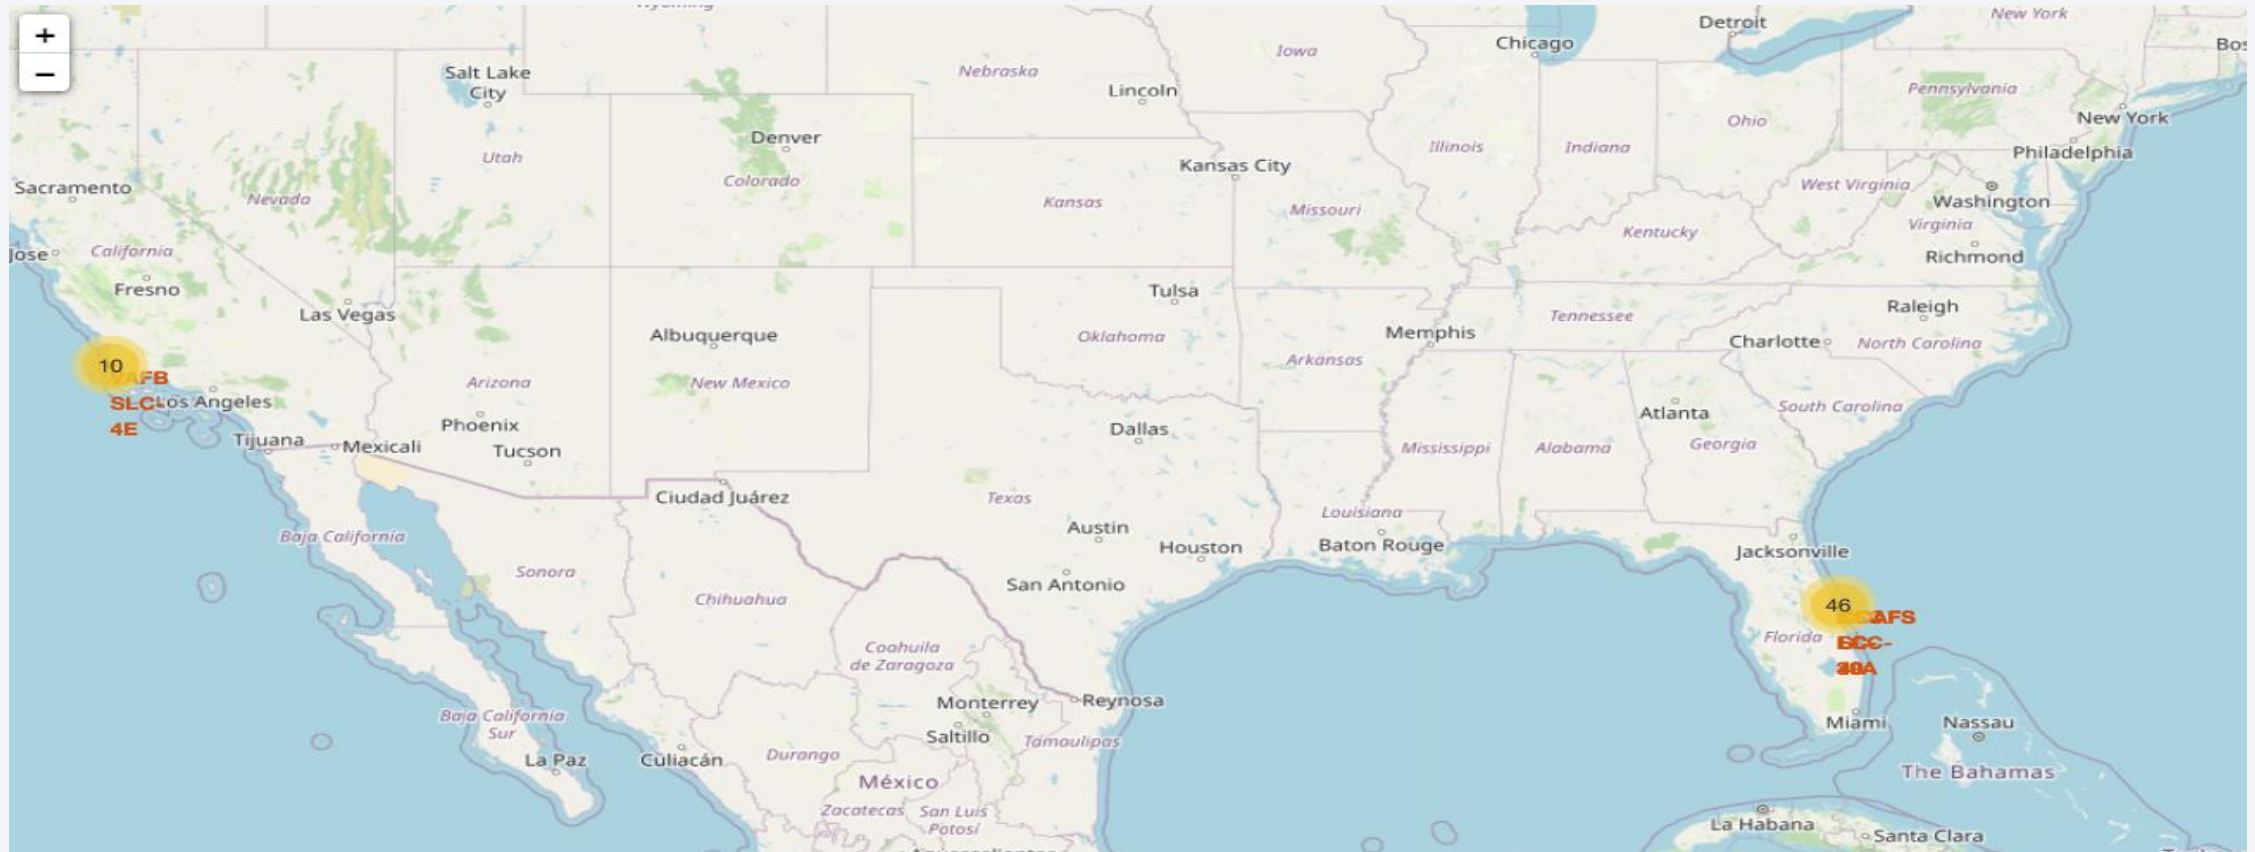 +
−
Wyoming
Detroit
New York
Chicago
Iowa
Salt Lake
City
Nebraska
Lincoln
Pennsylvania
New York
Ohio
Denver
Utah
Colorado
Kansas City
Illinois
Indiana
Philadelphia
Sacramento
Nevada
Kansas
Missouri
West Virginia
Washington
Virginia
Kentucky
Jose
California
Richmond
Fresno
Tulsa
Las Vegas
Raleigh
Tennessee
Albuquerque
Oklahoma
Memphis
Charlotte
North Carolina
Arkansas
10
VAFB
SLC-
4E
Los Angeles
Arizona
New Mexico
Phoenix
Dallas
Atlanta
South Carolina
Tijuana
Mexicali
Tucson
Mississippi
Alabama
Georgia
Ciudad Juárez
Texas
Louisiana
Austin
Houston
Baton Rouge
Jacksonville
Baja California
Sonora
San Antonio
Chihuahua
46
Florida
Coahuila
de Zaragoza
Monterrey
Reynosa
Baja California
Sur
Saltillo
Tamaulipas
Miami
Nassau
La Paz
Culiacán
Durango
México
The Bahamas
Zacatecas
San Luis
Potosí
La Habana
Santa Clara